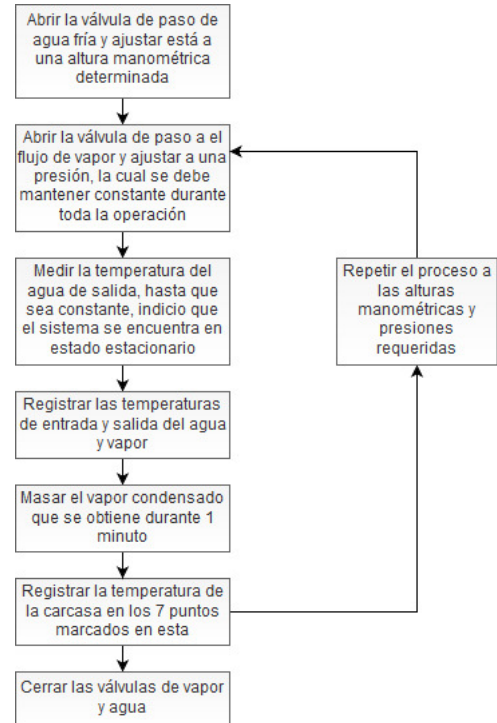 Abrir la válvula de paso de
agua fría y ajustar está a
una altura manométrica
determinada
Abrir la válvula de paso a el
flujo de vapor y ajustar a una
presión, la cual se debe
mantener constante durante
toda la operación
Medir la temperatura del
agua de salida, hasta que
sea constante, indicio que
el sistema se encuentra en
estado estacionario
Registrar las temperaturas
de entrada y salida del agua
y vapor
Masar el vapor condensado
que se obtiene durante 1
minuto
Registrar la temperatura de
la carcasa en los 7 puntos
marcados en esta
Cerrar las válvulas de vapor
y agua
Repetir el proceso a
las alturas
manométricas y
presiones
requeridas